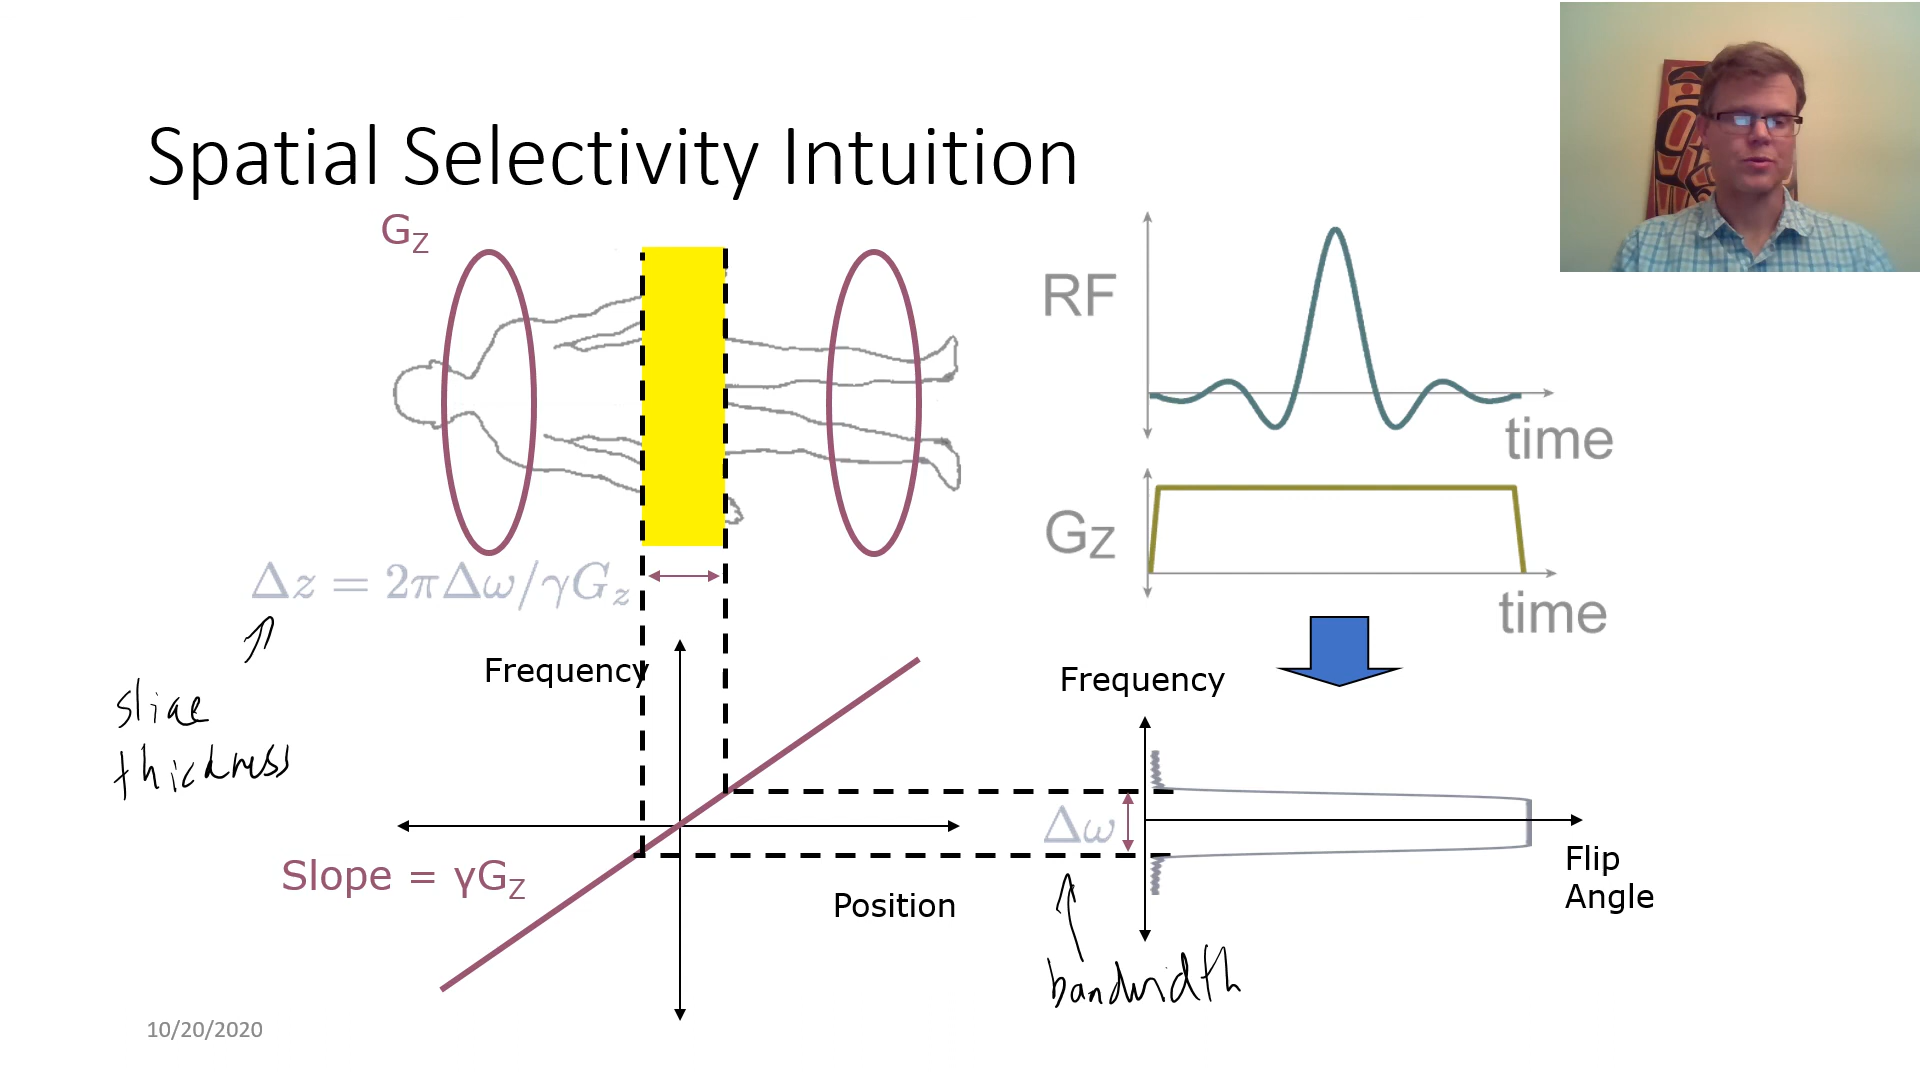 Spatial Selectivity Intuition
G_Z
RF
time
G_Z
time
Δz = 2πΔω/γG_z
slice
thickness
Frequency
Slope = γG_Z
Position
Frequency
Δω
Flip
Angle
bandwidth
10/20/2020